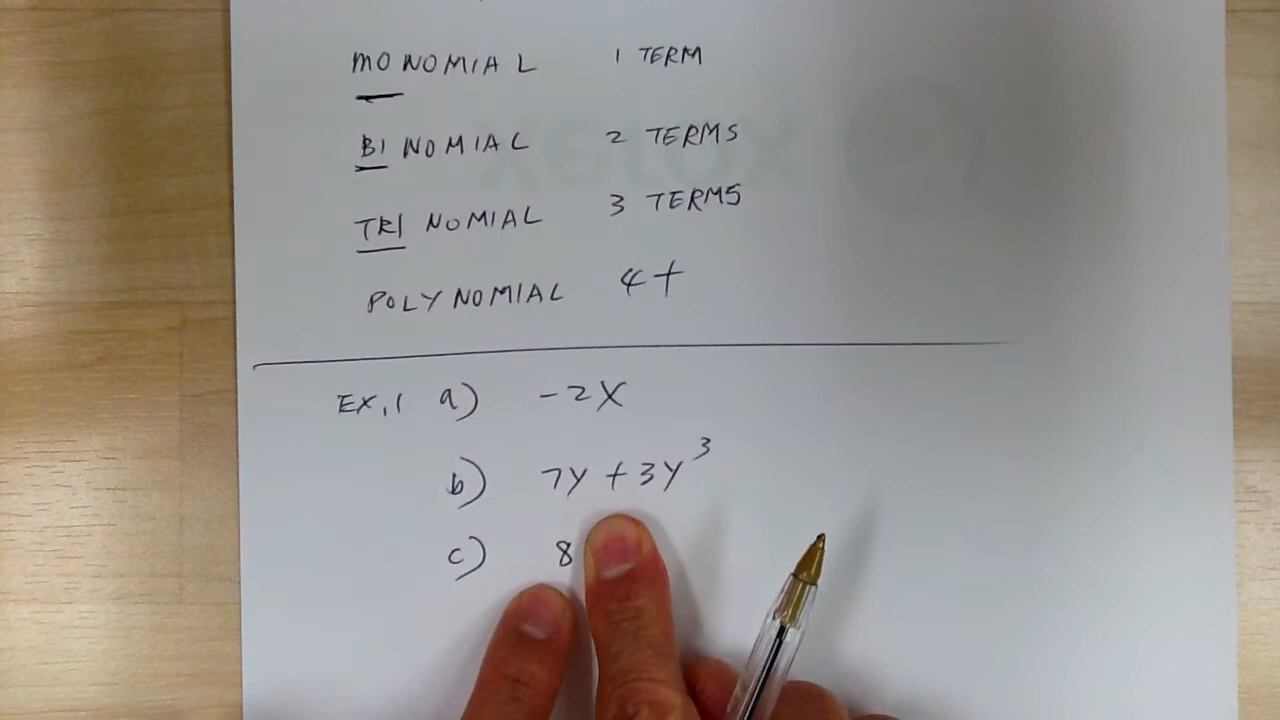 MONOMIAL 1 TERM
BINOMIAL 2 TERMS
TRINOMIAL 3 TERMS
POLYNOMIAL 4+
EX.1 a) -2X
b) 7Y + 3Y³
c) 8